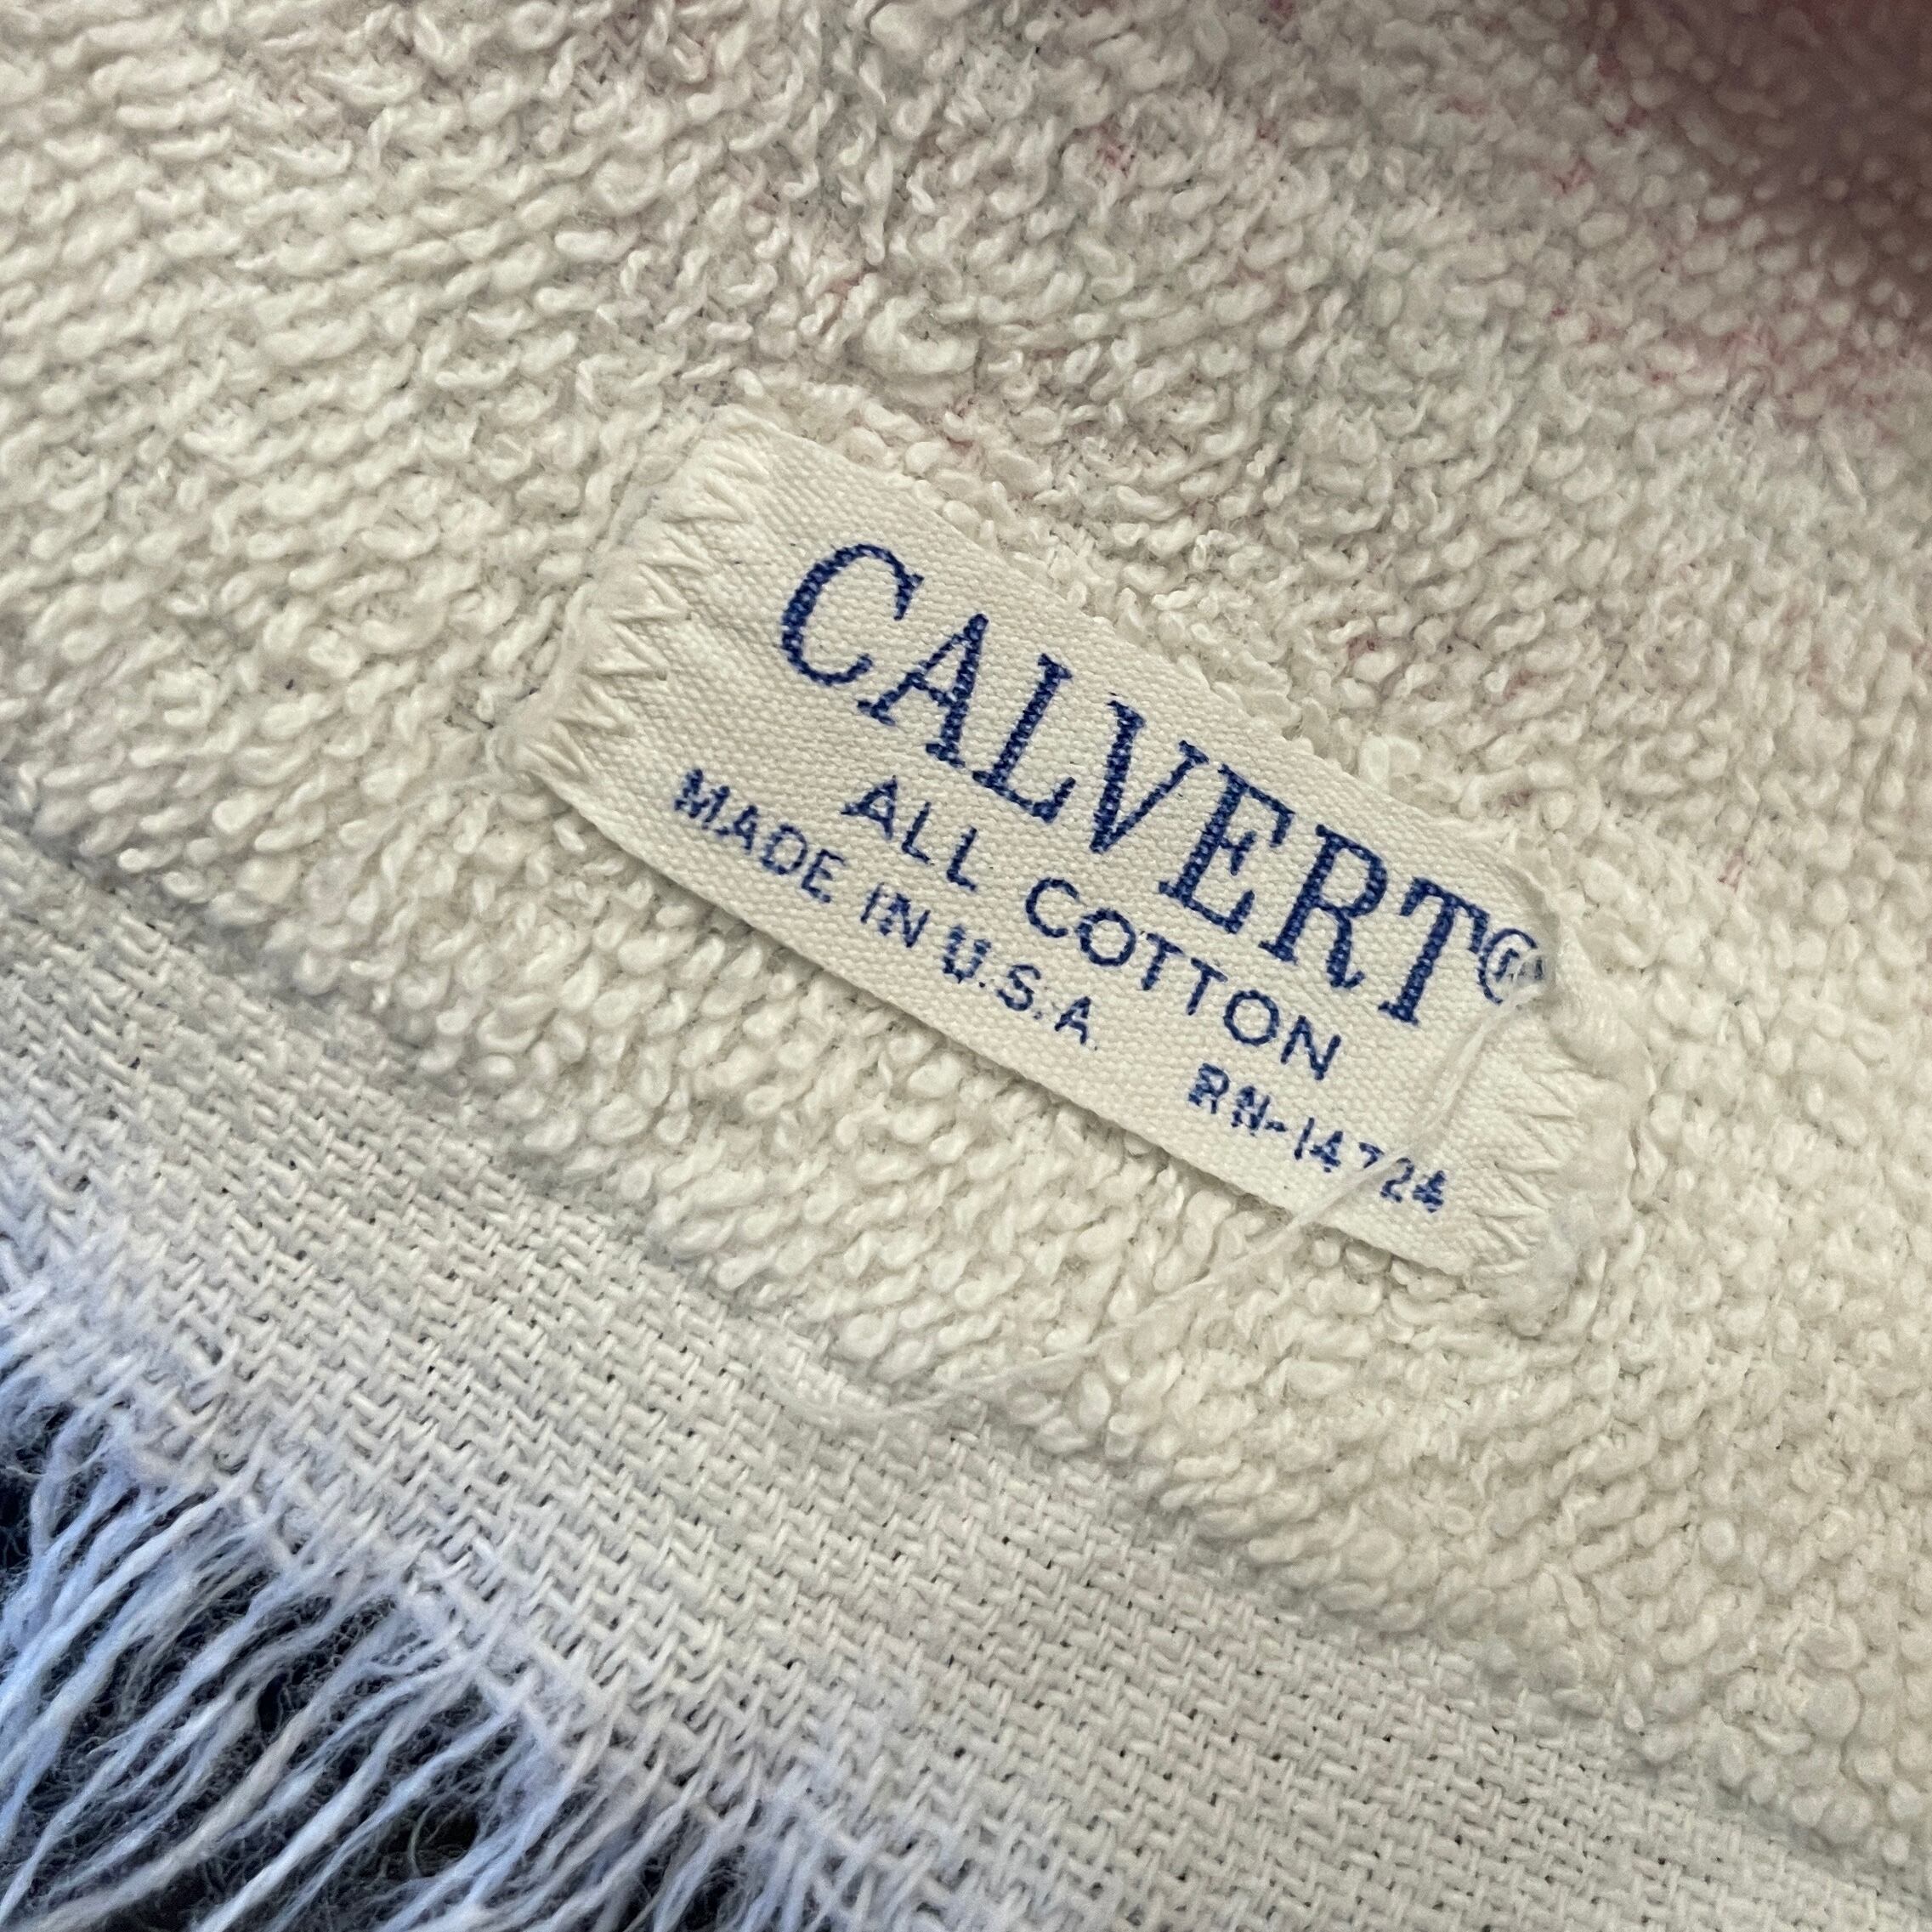 CALVERT®
ALL COTTON
MADE IN U.S.A. RN-14724